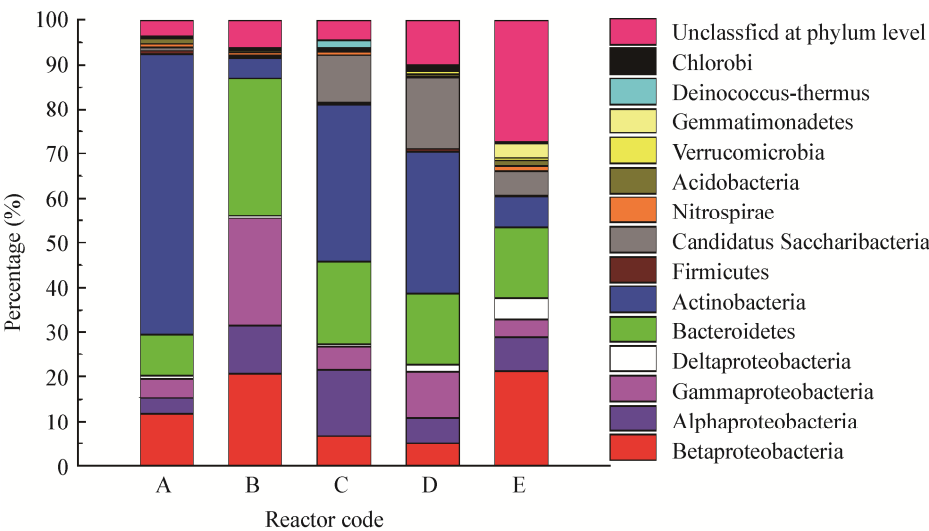 100
90
80
70
60
50
40
30
20
10
0
Percentage (%)
A B C D E
Reactor code
Unclassficd at phylum level
Chlorobi
Deinococcus-thermus
Gemmatimonadetes
Verrucomicrobia
Acidobacteria
Nitrospirae
Candidatus Saccharibacteria
Firmicutes
Actinobacteria
Bacteroidetes
Deltaproteobacteria
Gammaproteobacteria
Alphaproteobacteria
Betaproteobacteria